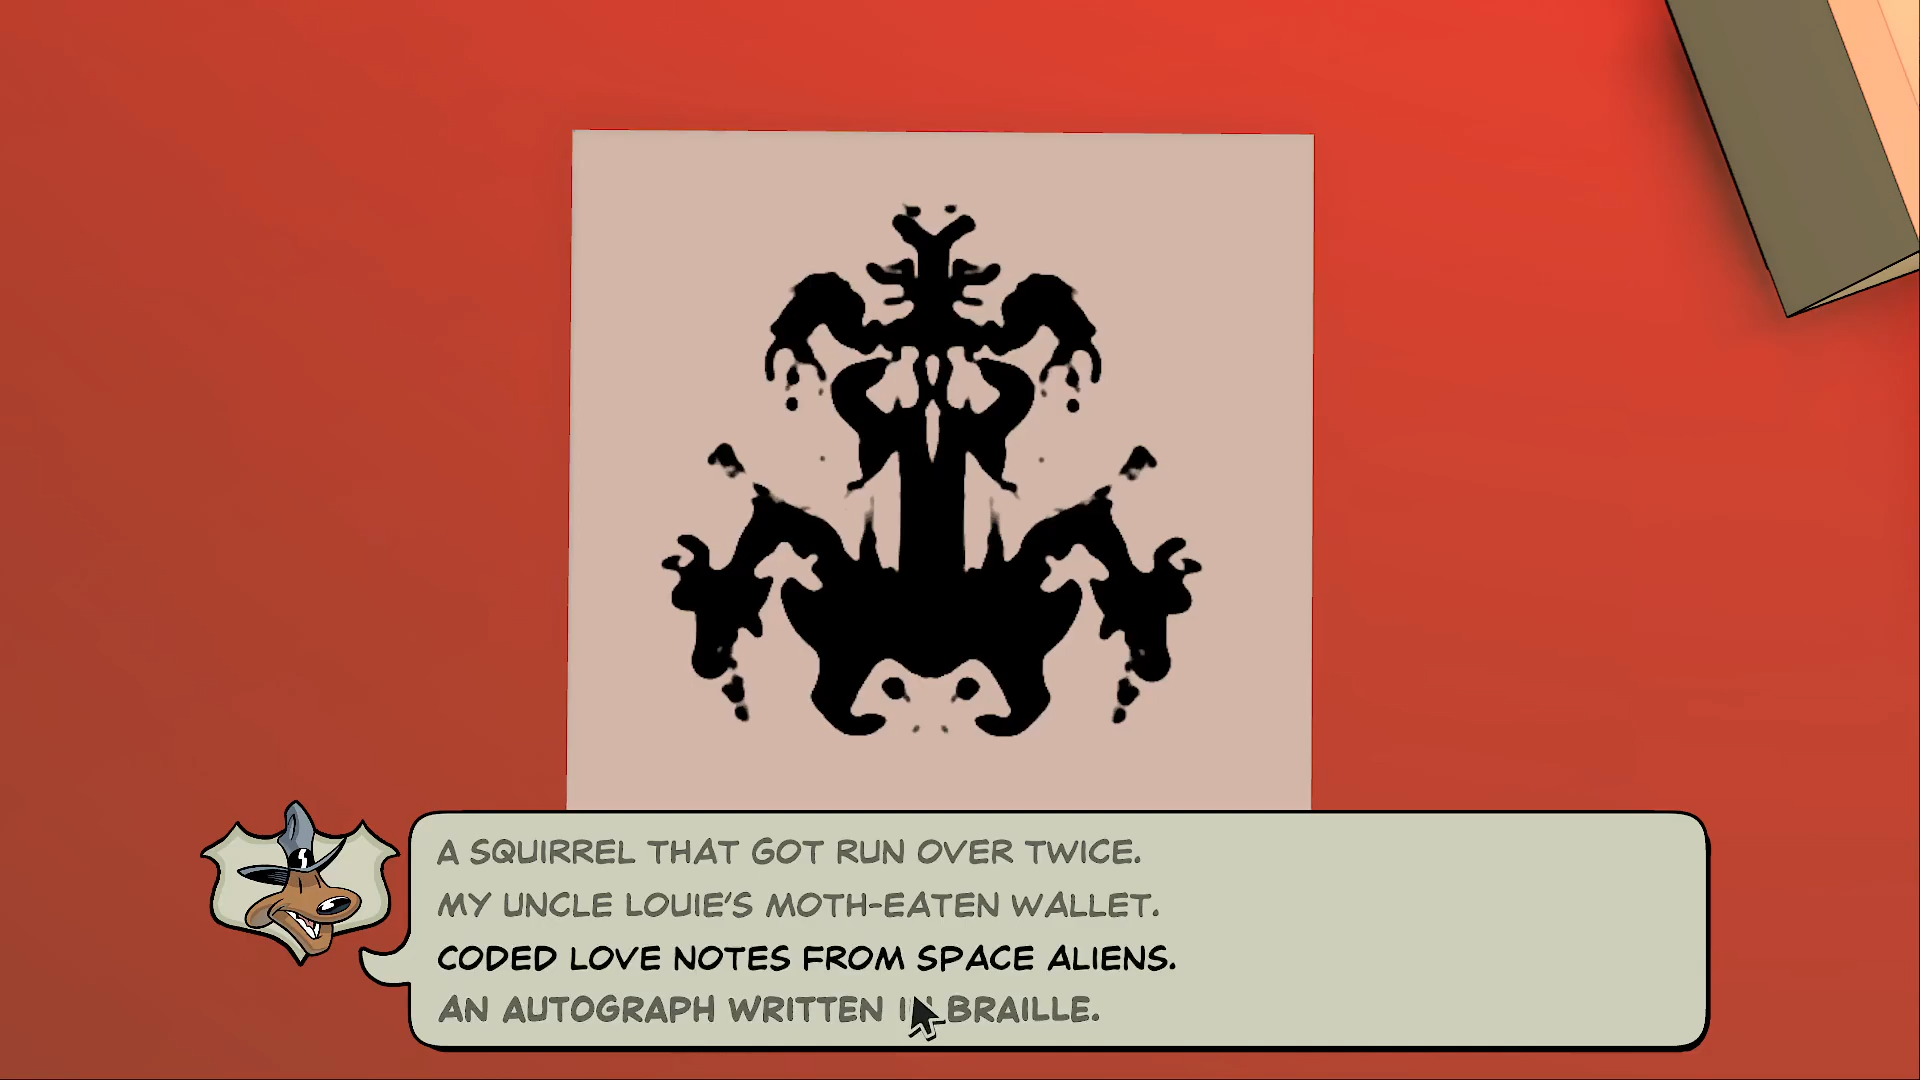 A SQUIRREL THAT GOT RUN OVER TWICE.
MY UNCLE LOUIE'S MOTH-EATEN WALLET.
CODED LOVE NOTES FROM SPACE ALIENS.
AN AUTOGRAPH WRITTEN IN BRAILLE.